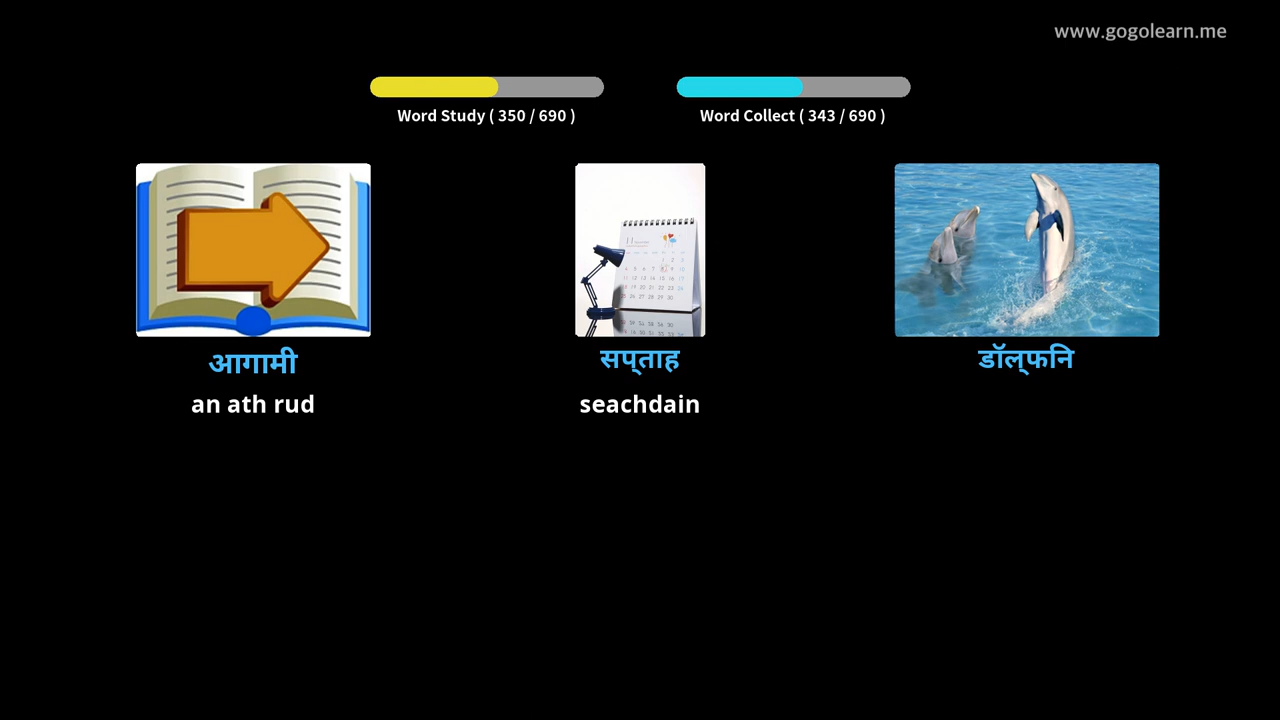 www.gogolearn.me
Word Study ( 350 / 690 )
Word Collect ( 343 / 690 )
आगामी
सप्ताह
डॉल्फनि
an ath rud
seachdain